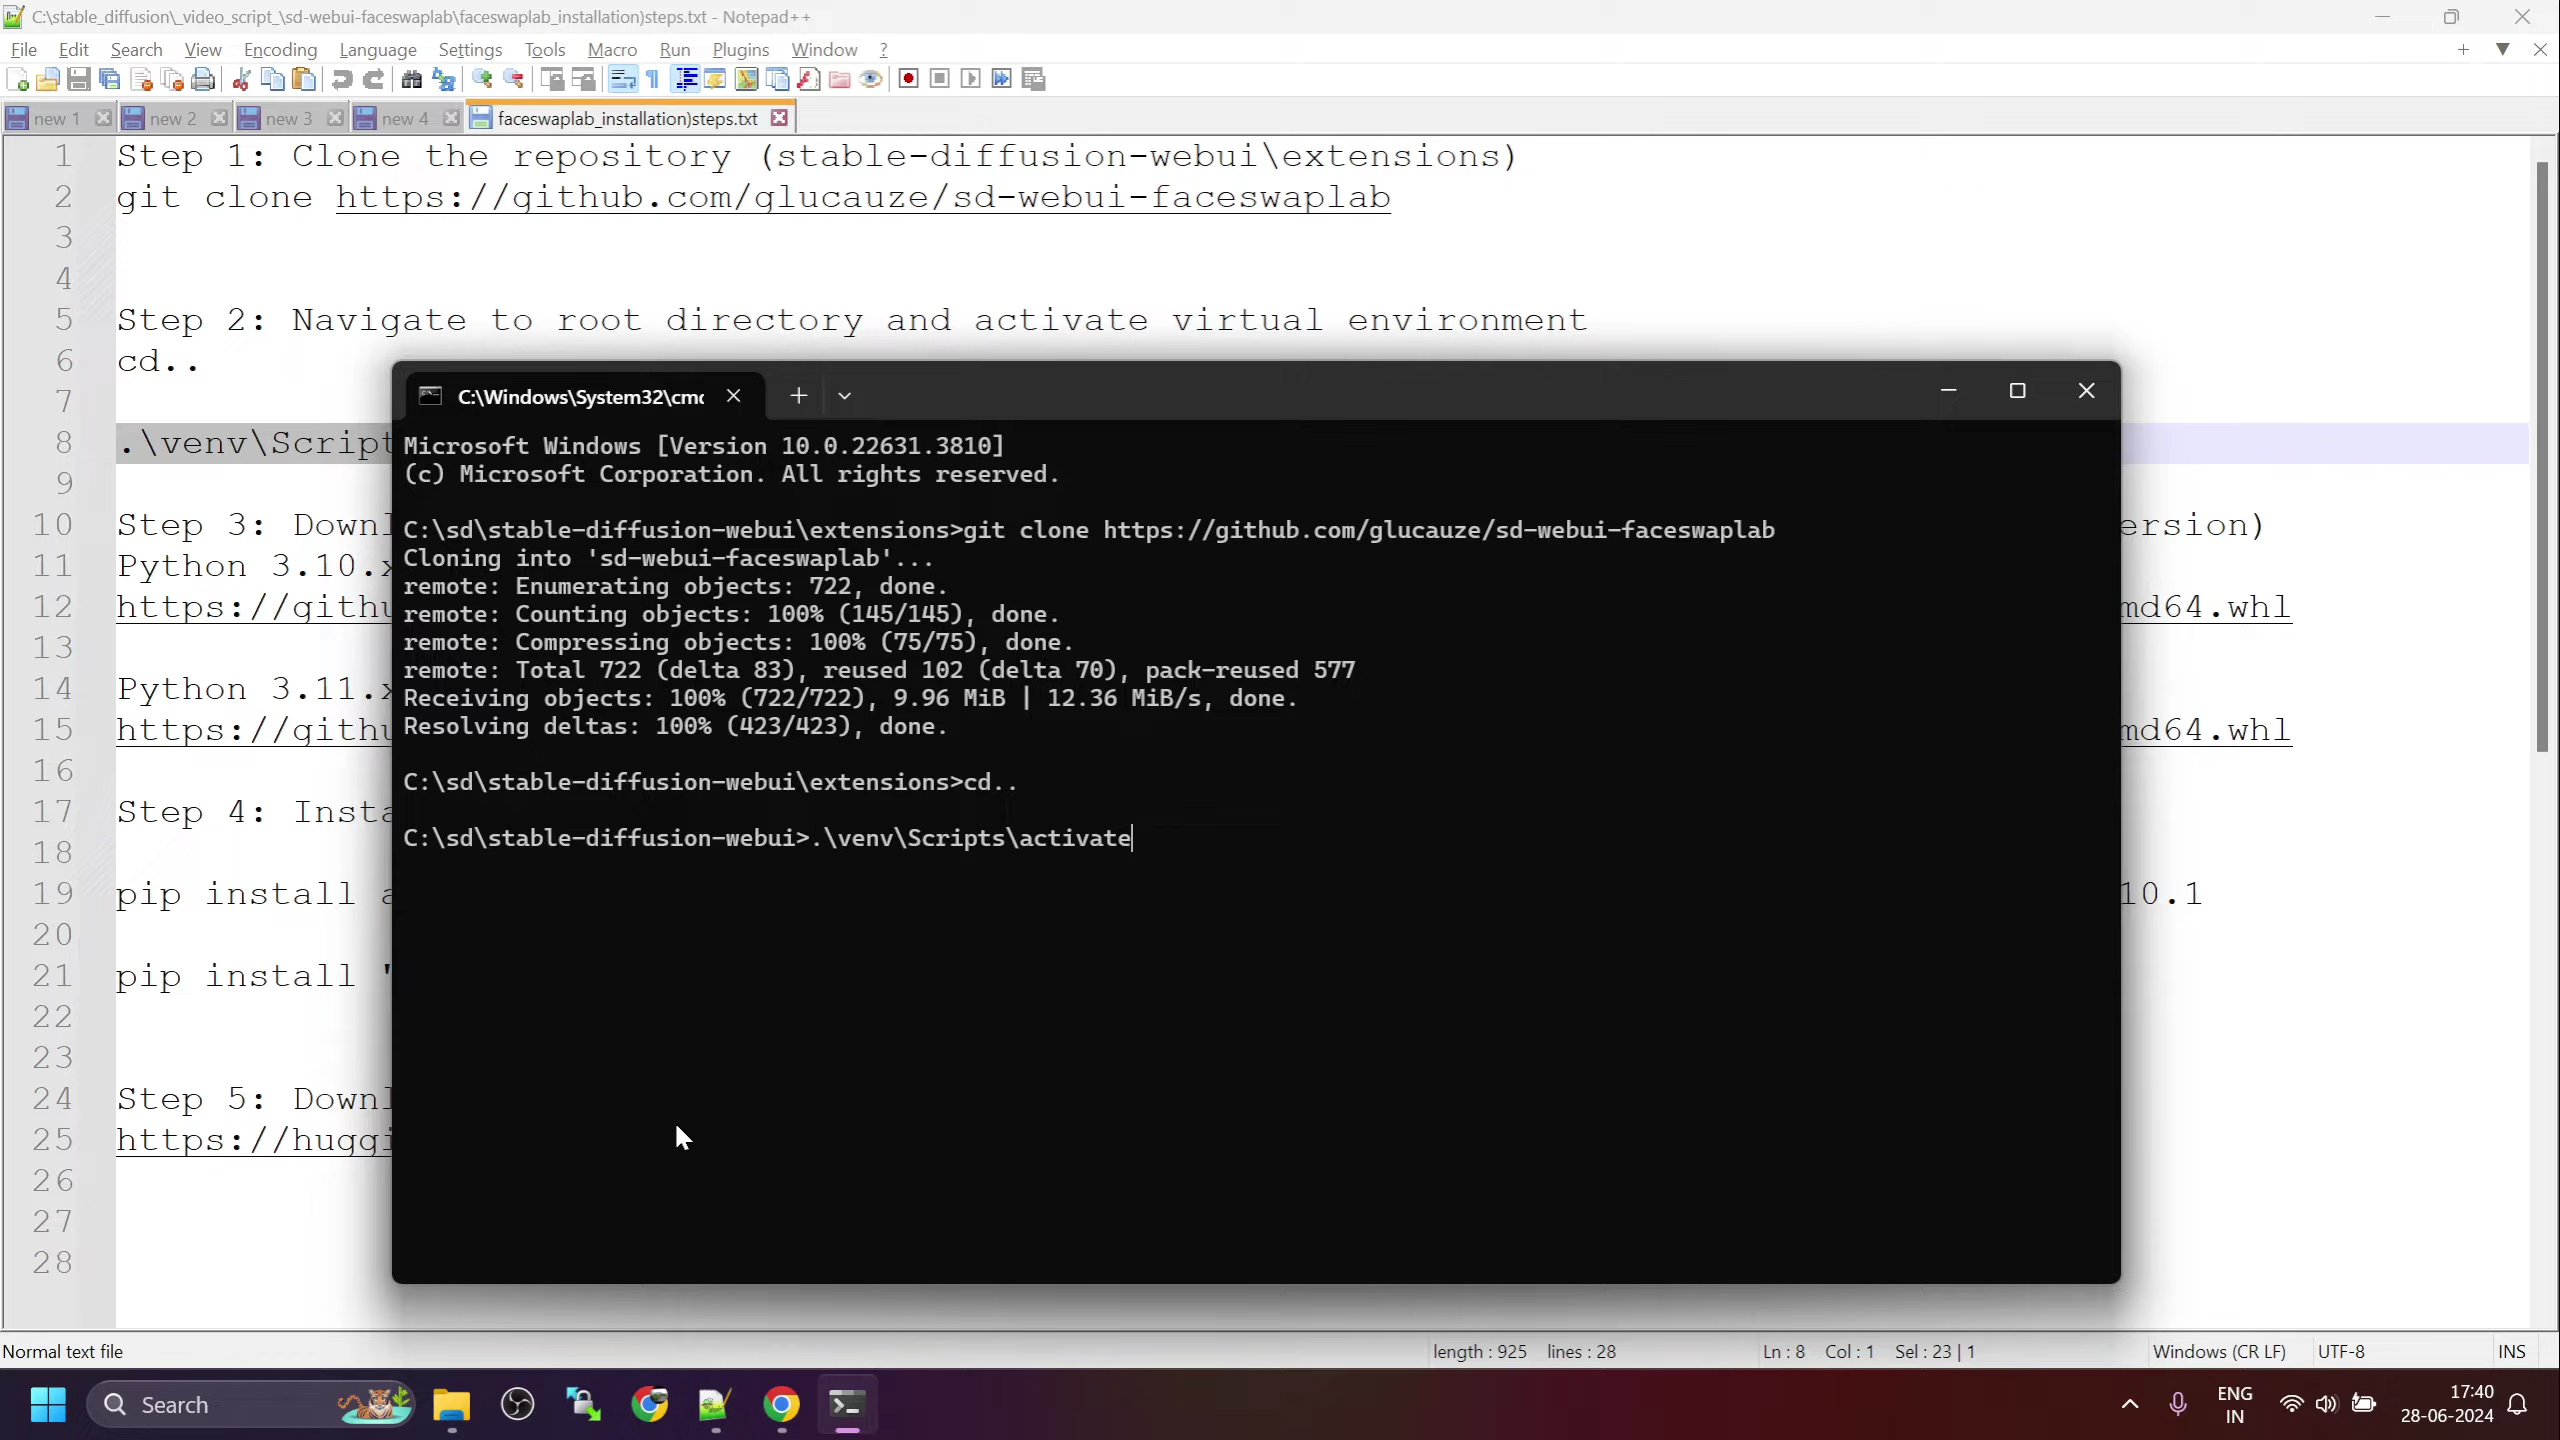 C:\stable_diffusion\_video_script_\sd-webui-faceswaplab\faceswaplab_installation)steps.txt - Notepad++
File Edit Search View Encoding Language Settings Tools Macro Run Plugins Window ?
new 1 new 2 new 3 new 4 faceswaplab_installation)steps.txt
1 Step 1: Clone the repository (stable-diffusion-webui\extensions)
2 git clone https://github.com/glucauze/sd-webui-faceswaplab
3
4
5 Step 2: Navigate to root directory and activate virtual environment
6 cd..
7
8 .\venv\Script
9
10 Step 3: Downl ersion)
11 Python 3.10.x
12 https://githu md64.whl
13
14 Python 3.11.x
15 https://githu md64.whl
16
17 Step 4: Insta
18
19 pip install a 10.1
20
21 pip install "
22
23
24 Step 5: Downl
25 https://huggi
26
27
28
C:\Windows\System32\cmd
Microsoft Windows [Version 10.0.22631.3810]
(c) Microsoft Corporation. All rights reserved.
C:\sd\stable-diffusion-webui\extensions>git clone https://github.com/glucauze/sd-webui-faceswaplab
Cloning into 'sd-webui-faceswaplab'...
remote: Enumerating objects: 722, done.
remote: Counting objects: 100% (145/145), done.
remote: Compressing objects: 100% (75/75), done.
remote: Total 722 (delta 83), reused 102 (delta 70), pack-reused 577
Receiving objects: 100% (722/722), 9.96 MiB | 12.36 MiB/s, done.
Resolving deltas: 100% (423/423), done.
C:\sd\stable-diffusion-webui\extensions>cd..
C:\sd\stable-diffusion-webui>.\venv\Scripts\activate
Normal text file length : 925 lines : 28 Ln : 8 Col : 1 Sel : 23 | 1 Windows (CR LF) UTF-8 INS
Search ENG 17:40
IN 28-06-2024